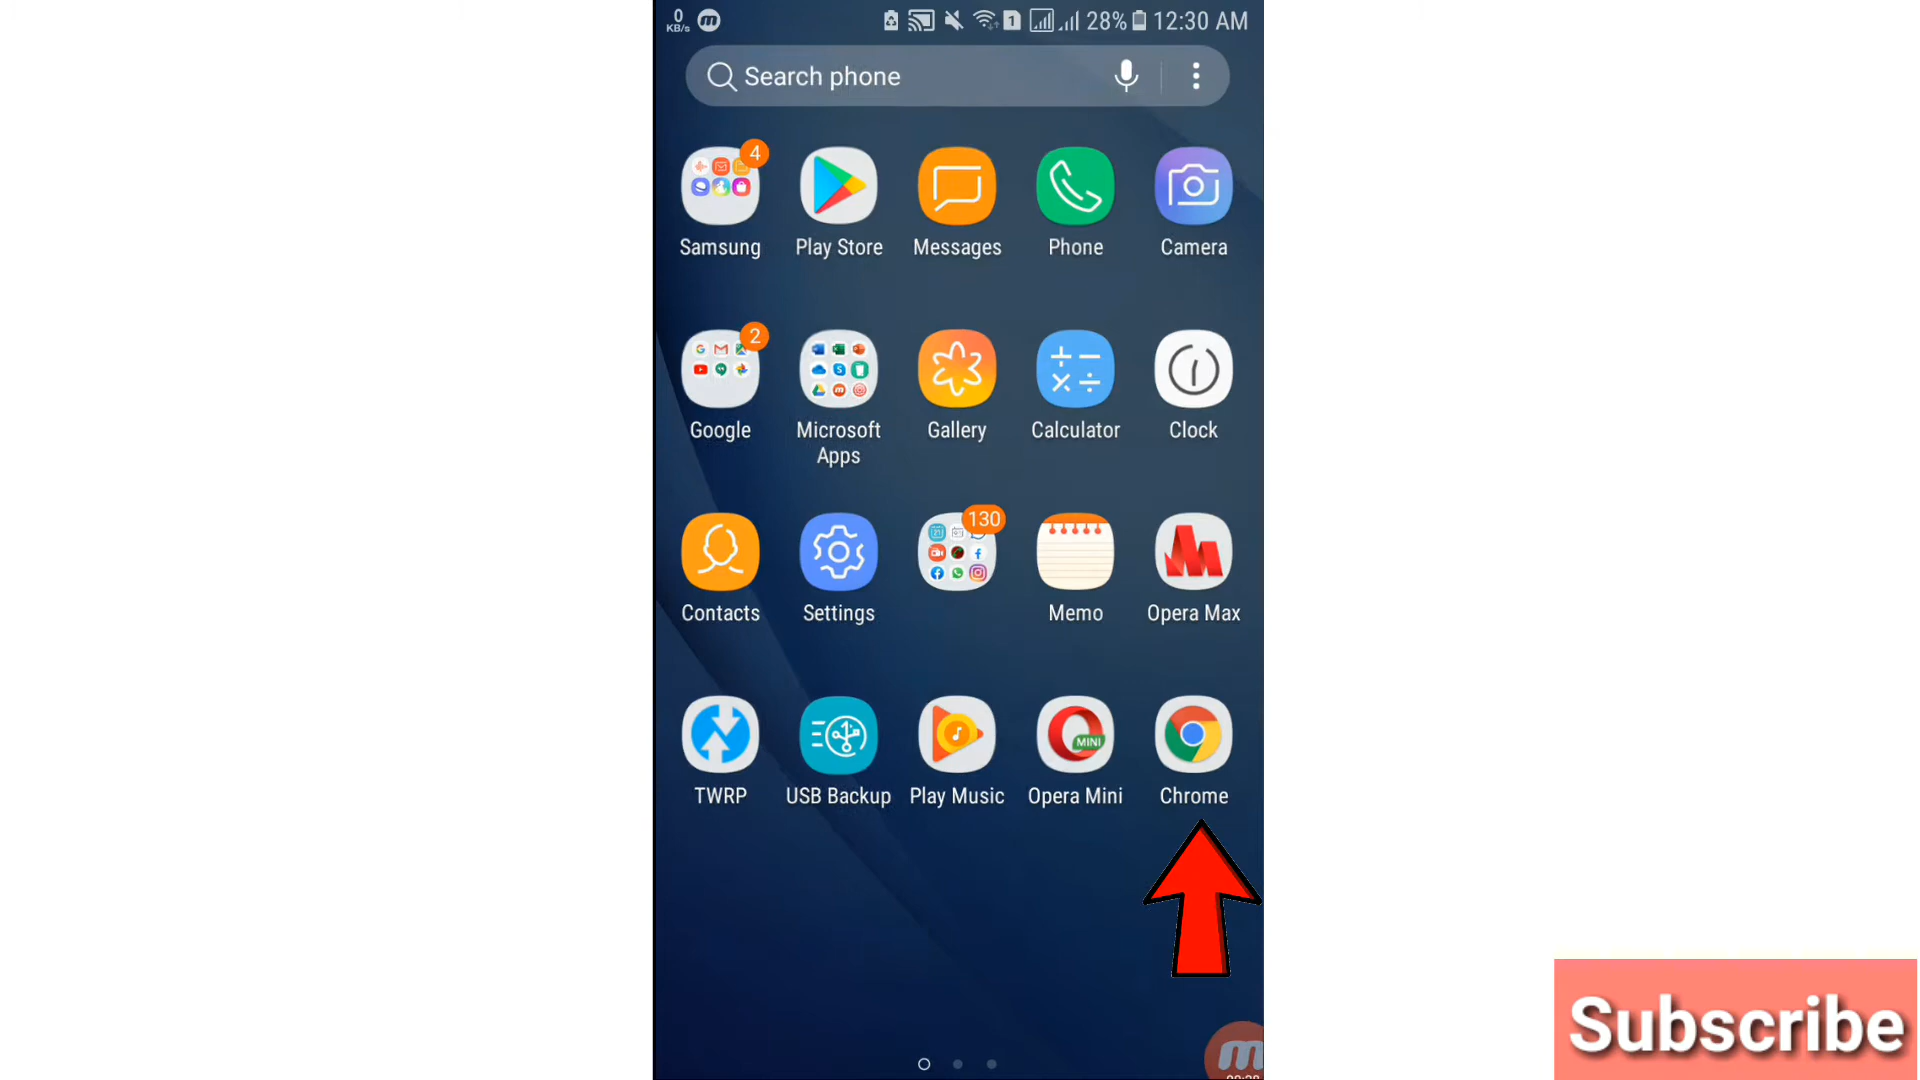 0
KB/s
1
28%
12:30 AM
Search phone
4
Samsung
Play Store
Messages
Phone
Camera
2
Google
Microsoft
Apps
Gallery
Calculator
Clock
130
Contacts
Settings
Memo
Opera Max
MINI
TWRP
USB Backup
Play Music
Opera Mini
Chrome
Subscribe